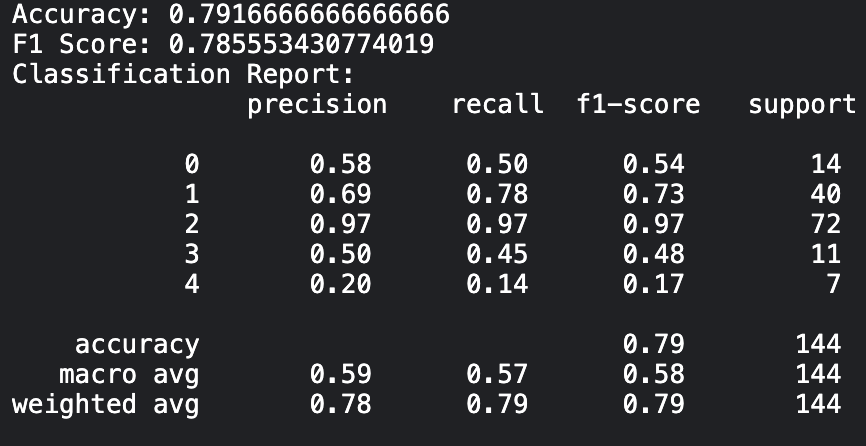 Accuracy: 0.7916666666666666
F1 Score: 0.785553430774019
Classification Report:
precision recall f1-score support
0 0.58 0.50 0.54 14
1 0.69 0.78 0.73 40
2 0.97 0.97 0.97 72
3 0.50 0.45 0.48 11
4 0.20 0.14 0.17 7
accuracy 0.79 144
macro avg 0.59 0.57 0.58 144
weighted avg 0.78 0.79 0.79 144